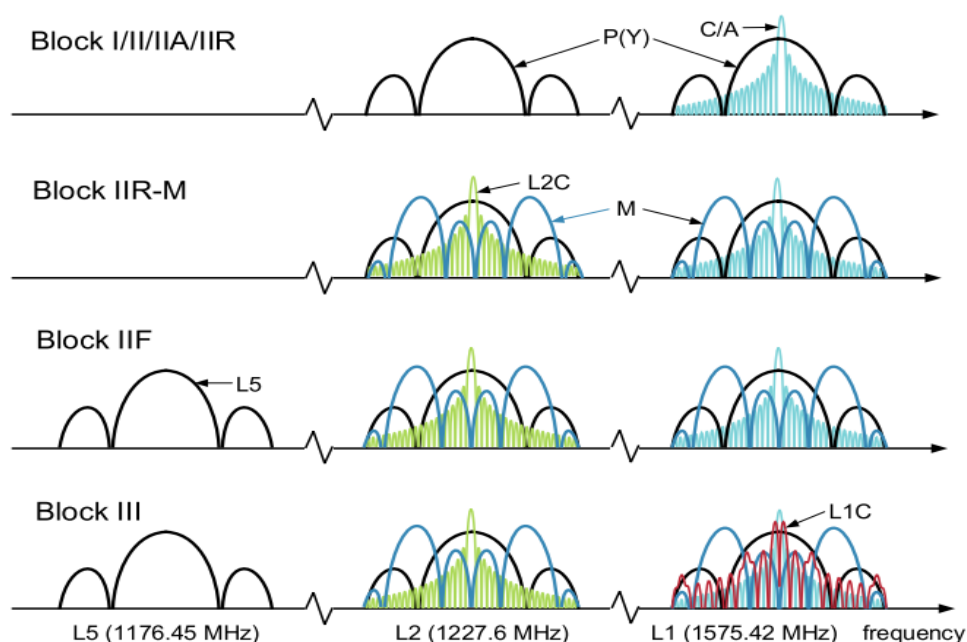 Block I/II/IIA/IIR
P(Y)
C/A
Block IIR-M
L2C
M
Block IIF
L5
Block III
L1C
L5 (1176.45 MHz)
L2 (1227.6 MHz)
L1 (1575.42 MHz)
frequency